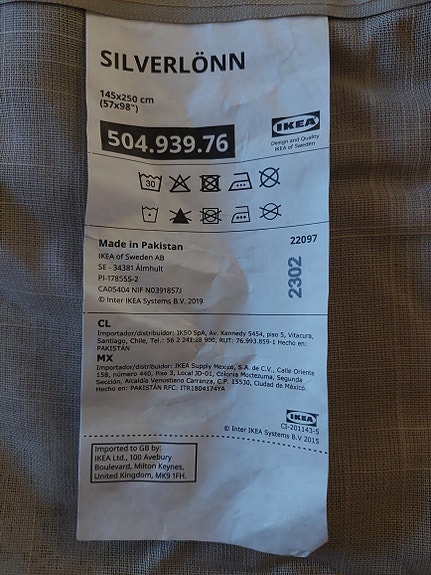 SILVERLÖNN
145x250 cm
(57x98")
504.939.76
IKEA
Design and Quality
IKEA of Sweden
30
Made in Pakistan
22097
IKEA of Sweden AB
SE - 34381 Älmhult
PI-178555-2
CA05404 NIF N0391857J
© Inter IKEA Systems B.V. 2019
2302
CL
Importador/distribuidor: IKSO SpA, Av. Kennedy 5454, piso 5, Vitacura,
Santiago, Chile, Tel.: 56 2 241 28 900, RUT: 76.993.859-1 Hecho en:
PAKISTÁN
MX
Importador/distribuidor: IKEA Supply Mexico, S.A. de C.V., Calle Oriente
158, número 440, Piso 3, Local JD-01, Colonia Moctezuma, Segunda
Sección, Alcaldía Venustiano Carranza, C.P. 15530, Ciudad de México.
Hecho en: PAKISTÁN RFC: ITR1804174YA
IKEA
CI-201143-5
© Inter IKEA Systems B.V 2015
Imported to GB by:
IKEA Ltd., 100 Avebury
Boulevard, Milton Keynes,
United Kingdom, MK9 1FH.